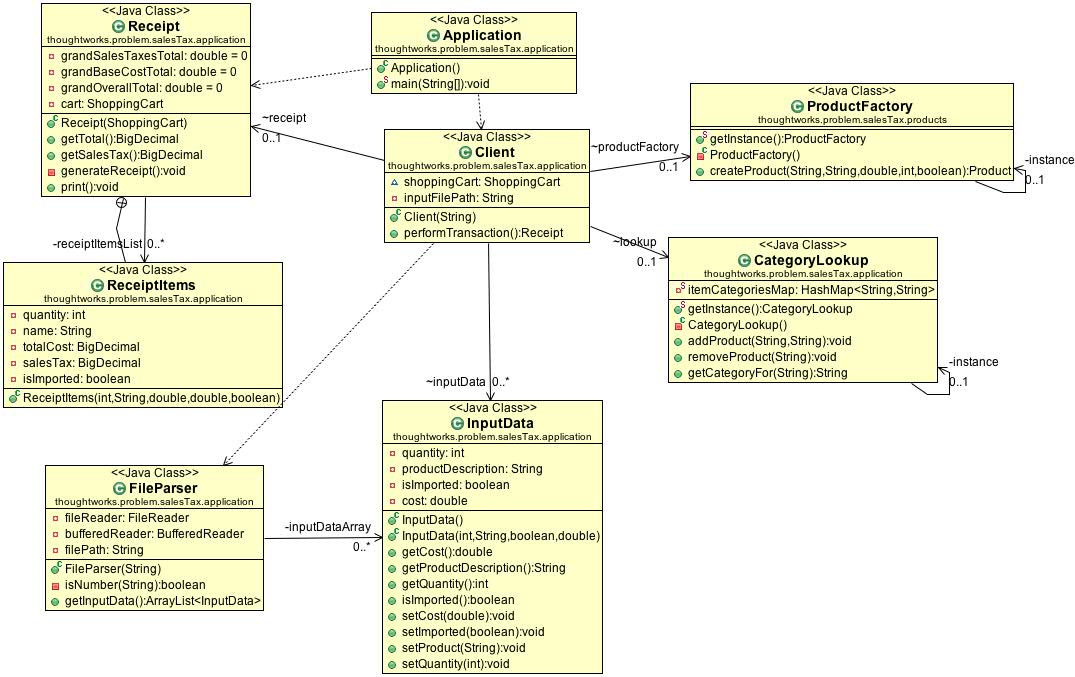 <<Java Class>>
Receipt
thoughtworks.problem.salesTax.application
grandSalesTaxesTotal: double = 0
grandBaseCostTotal: double = 0
grandOverallTotal: double = 0
cart: ShoppingCart
Receipt(ShoppingCart)
getTotal():BigDecimal
getSalesTax():BigDecimal
generateReceipt():void
print():void
<<Java Class>>
Application
thoughtworks.problem.salesTax.application
Application()
main(String[]):void
~receipt
0..1
<<Java Class>>
Client
thoughtworks.problem.salesTax.application
shoppingCart: ShoppingCart
inputFilePath: String
Client(String)
performTransaction():Receipt
~productFactory
0..1
<<Java Class>>
ProductFactory
thoughtworks.problem.salesTax.products
getInstance():ProductFactory
ProductFactory()
createProduct(String,String,double,int,boolean):Product
-instance
0..1
~lookup
0..1
<<Java Class>>
CategoryLookup
thoughtworks.problem.salesTax.application
itemCategoriesMap: HashMap<String,String>
getInstance():CategoryLookup
CategoryLookup()
addProduct(String,String):void
removeProduct(String):void
getCategoryFor(String):String
-instance
0..1
-receiptItemsList 0..*
<<Java Class>>
ReceiptItems
thoughtworks.problem.salesTax.application
quantity: int
name: String
totalCost: BigDecimal
salesTax: BigDecimal
isImported: boolean
ReceiptItems(int,String,double,double,boolean)
~inputData 0..*
<<Java Class>>
InputData
thoughtworks.problem.salesTax.application
quantity: int
productDescription: String
isImported: boolean
cost: double
InputData()
InputData(int,String,boolean,double)
getCost():double
getProductDescription():String
getQuantity():int
isImported():boolean
setCost(double):void
setImported(boolean):void
setProduct(String):void
setQuantity(int):void
<<Java Class>>
FileParser
thoughtworks.problem.salesTax.application
fileReader: FileReader
bufferedReader: BufferedReader
filePath: String
FileParser(String)
isNumber(String):boolean
getInputData():ArrayList<InputData>
-inputDataArray
0..*